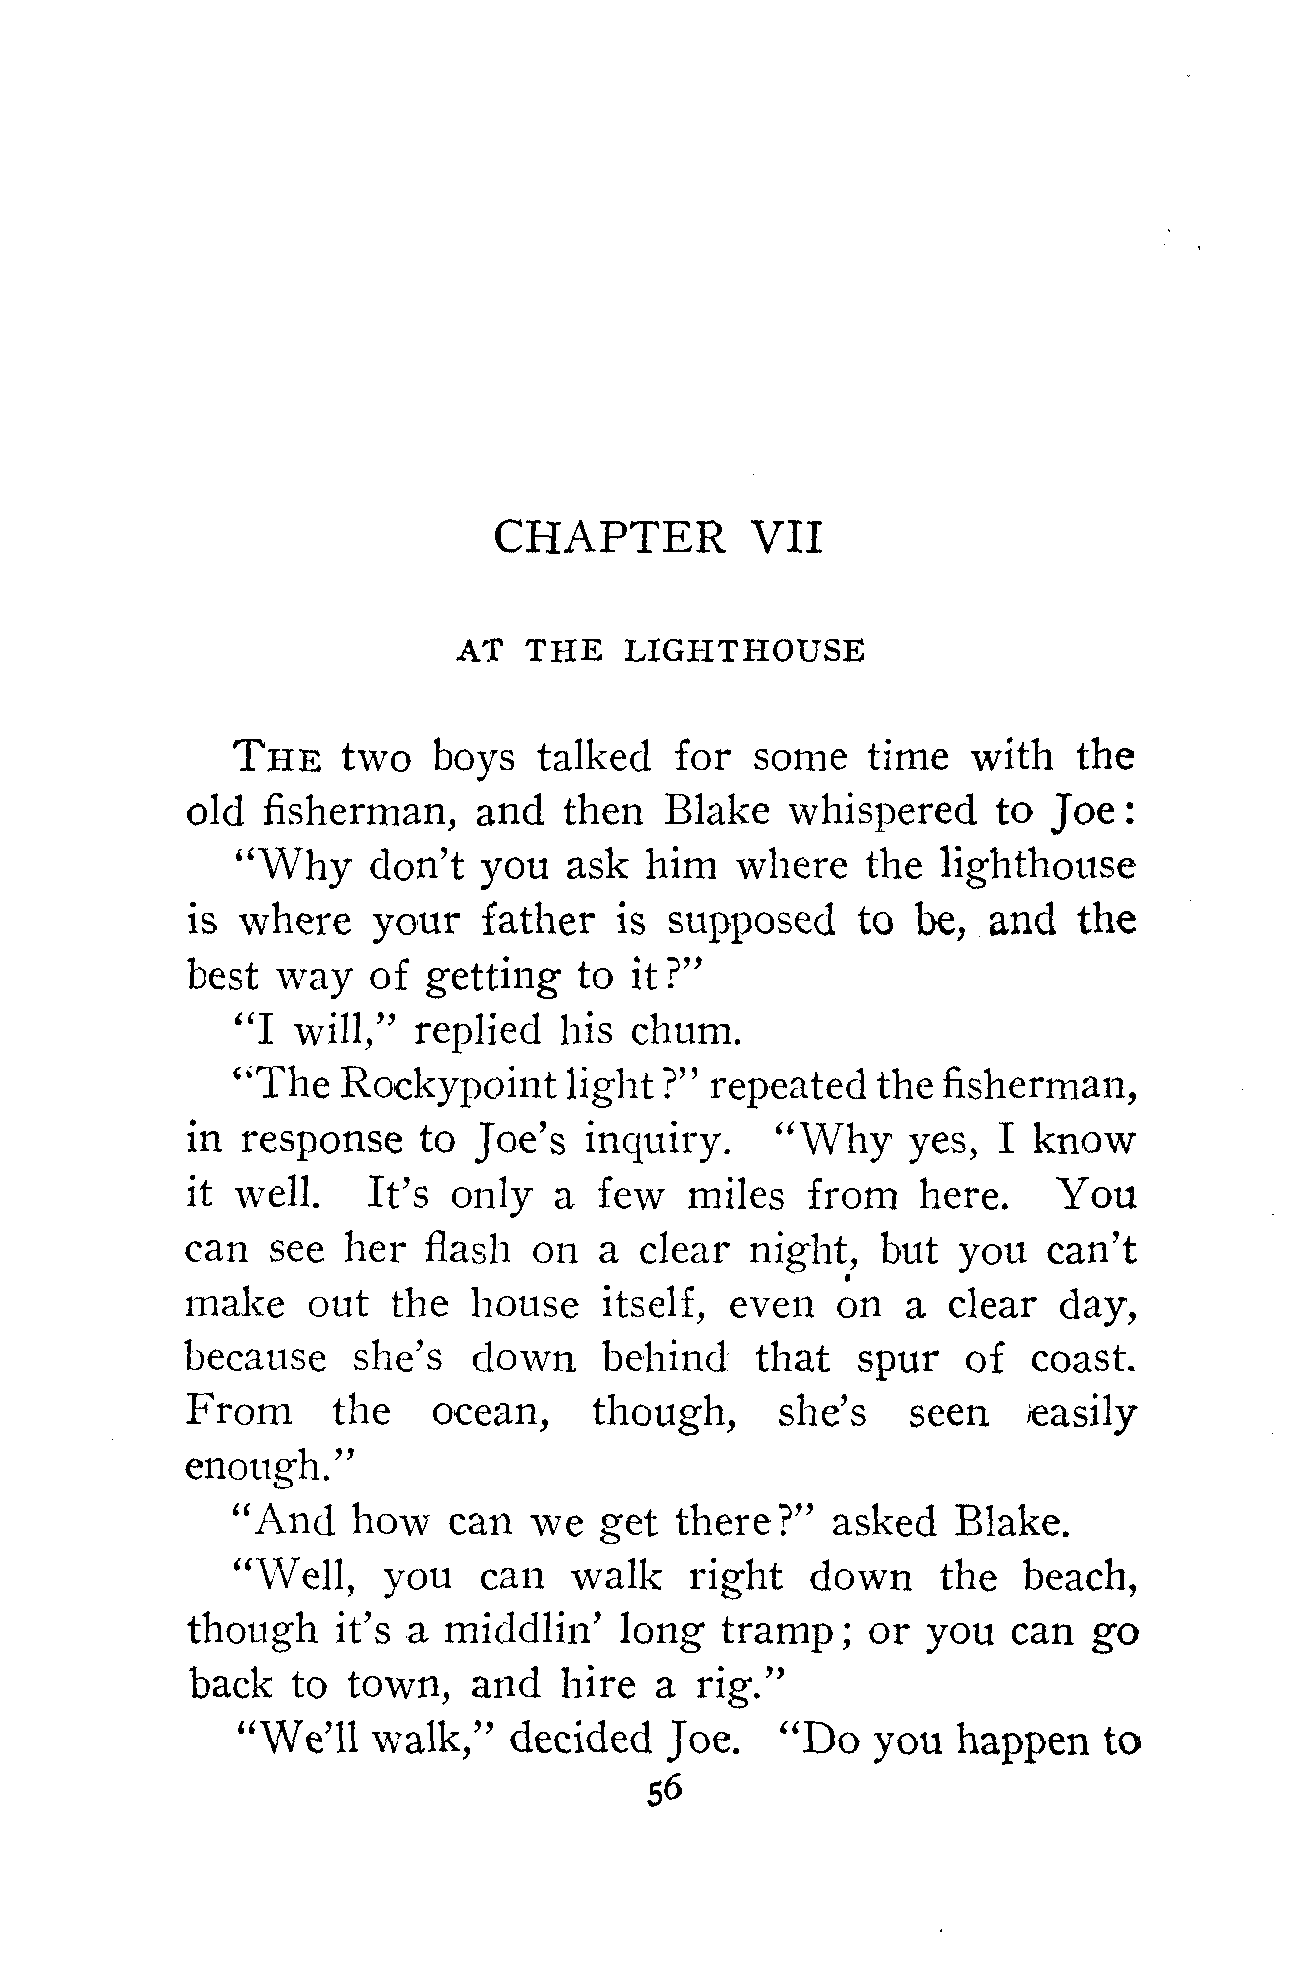 CHAPTER VII
AT THE LIGHTHOUSE
THE two boys talked for some time with the
old fisherman, and then Blake whispered to Joe:
"Why don't you ask him where the lighthouse
is where your father is supposed to be, and the
best way of getting to it?"
"I will," replied his chum.
"The Rockypoint light?" repeated the fisherman,
in response to Joe's inquiry. "Why yes, I know
it well. It's only a few miles from here. You
can see her flash on a clear night, but you can't
make out the house itself, even on a clear day,
because she's down behind that spur of coast.
From the ocean, though, she's seen easily
enough."
"And how can we get there?" asked Blake.
"Well, you can walk right down the beach,
though it's a middlin' long tramp; or you can go
back to town, and hire a rig."
"We'll walk," decided Joe. "Do you happen to
56